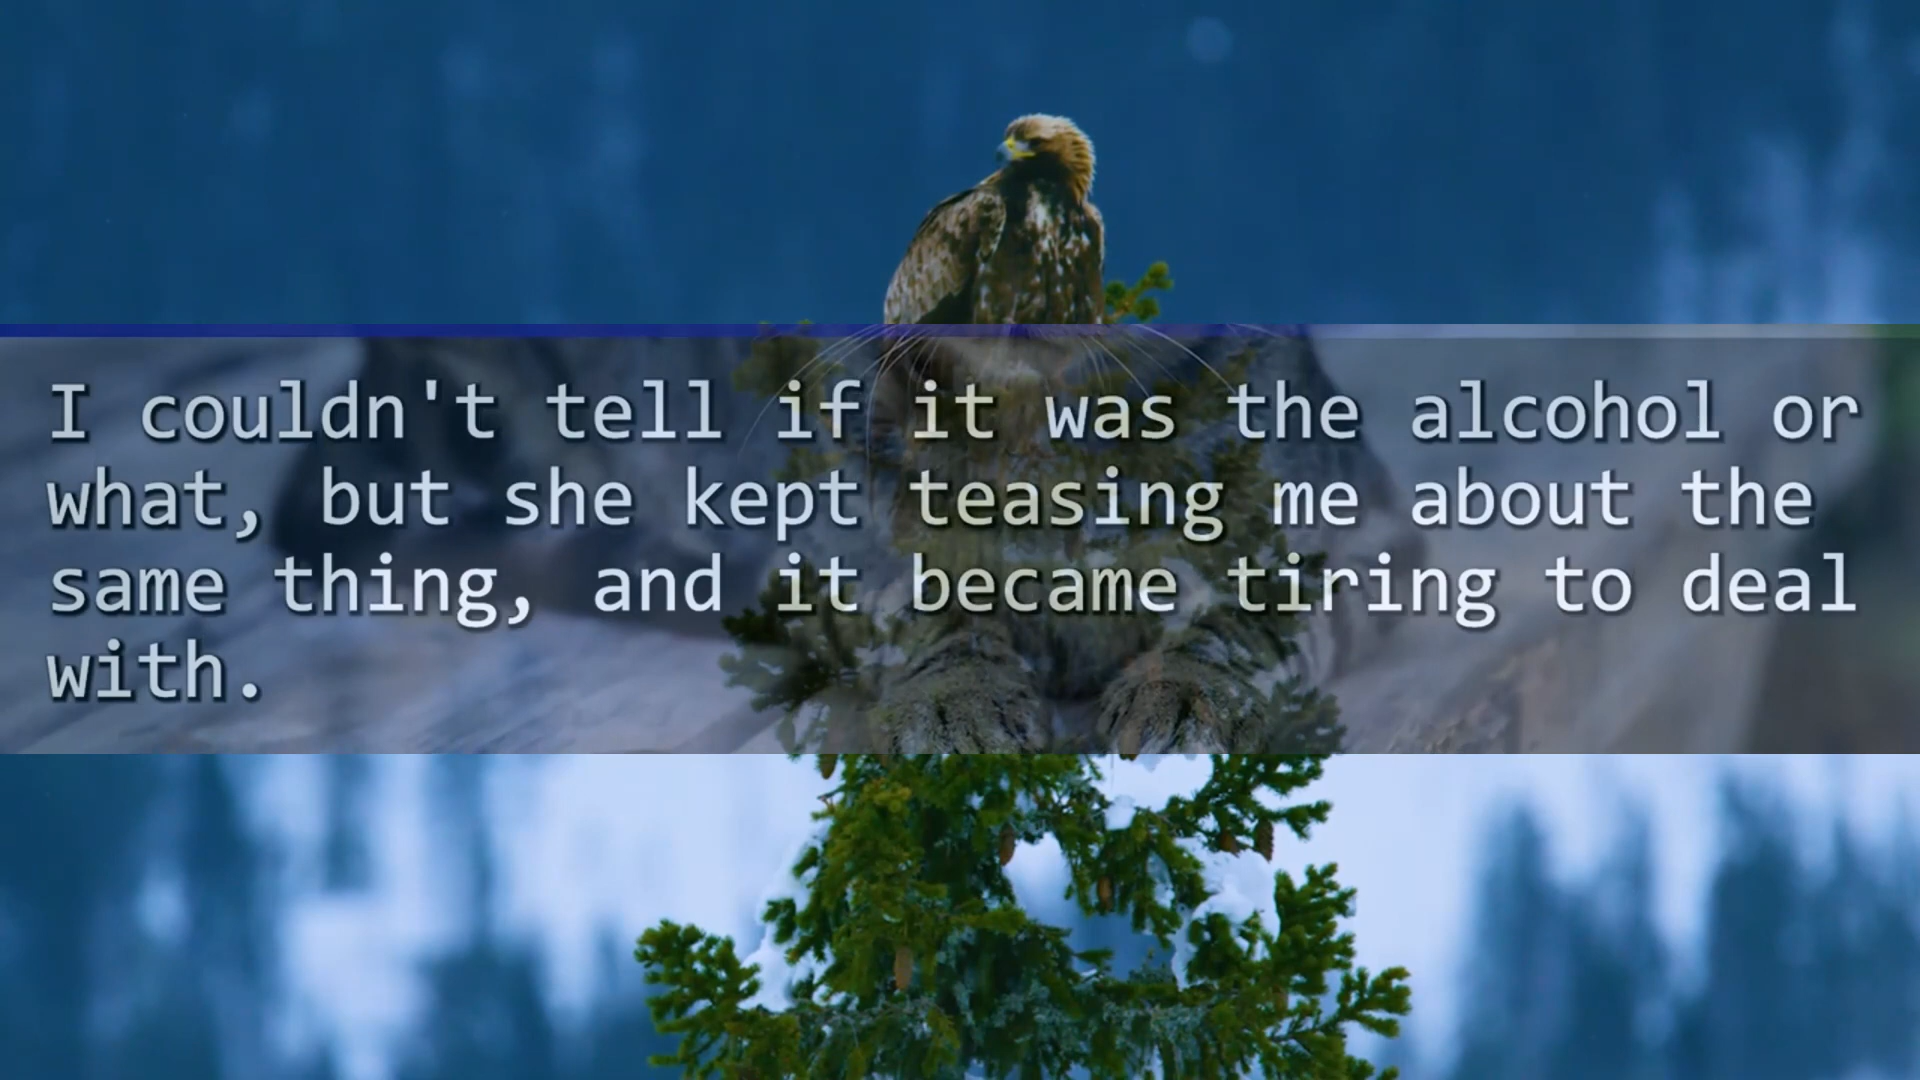 I couldn't tell if it was the alcohol or
what, but she kept teasing me about the
same thing, and it became tiring to deal
with.